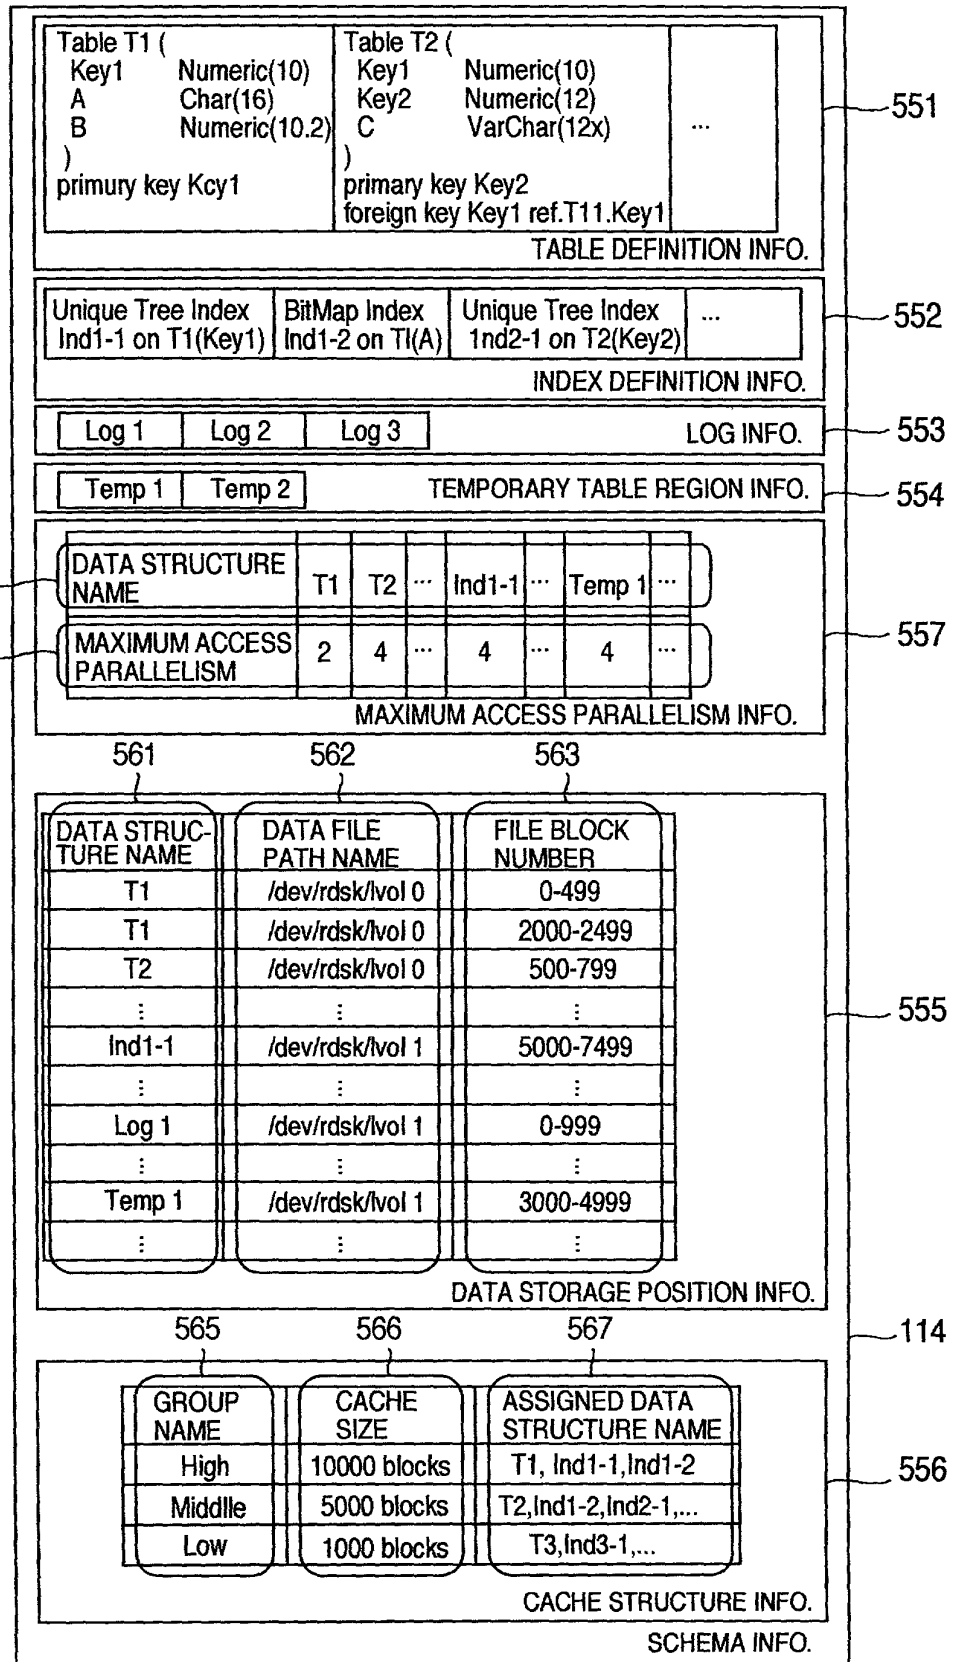 Table T1 (
Key1 Numeric(10)
A Char(16)
B Numeric(10.2)
)
primury key Kcy1
Table T2 (
Key1 Numeric(10)
Key2 Numeric(12)
C VarChar(12x)
)
primary key Key2
foreign key Key1 ref.T11.Key1
...
551
TABLE DEFINITION INFO.
Unique Tree Index
Ind1-1 on T1(Key1)
BitMap Index
Ind1-2 on TI(A)
Unique Tree Index
1nd2-1 on T2(Key2)
...
552
INDEX DEFINITION INFO.
Log 1 Log 2 Log 3 LOG INFO. 553
Temp 1 Temp 2 TEMPORARY TABLE REGION INFO. 554
DATA STRUCTURE
NAME
T1 T2 ... Ind1-1 ... Temp 1 ...
MAXIMUM ACCESS
PARALLELISM
2 4 ... 4 ... 4 ...
557
MAXIMUM ACCESS PARALLELISM INFO.
561 562 563
DATA STRUC-
TURE NAME
DATA FILE
PATH NAME
FILE BLOCK
NUMBER
T1 /dev/rdsk/lvol 0 0-499
T1 /dev/rdsk/lvol 0 2000-2499
T2 /dev/rdsk/lvol 0 500-799
⋮ ⋮ ⋮
Ind1-1 /dev/rdsk/lvol 1 5000-7499
⋮ ⋮ ⋮
Log 1 /dev/rdsk/lvol 1 0-999
⋮ ⋮ ⋮
Temp 1 /dev/rdsk/lvol 1 3000-4999
⋮ ⋮ ⋮
555
DATA STORAGE POSITION INFO.
565 566 567
114
GROUP
NAME
CACHE
SIZE
ASSIGNED DATA
STRUCTURE NAME
High 10000 blocks T1, Ind1-1,Ind1-2
Middlle 5000 blocks T2,Ind1-2,Ind2-1,...
Low 1000 blocks T3,Ind3-1,...
556
CACHE STRUCTURE INFO.
SCHEMA INFO.